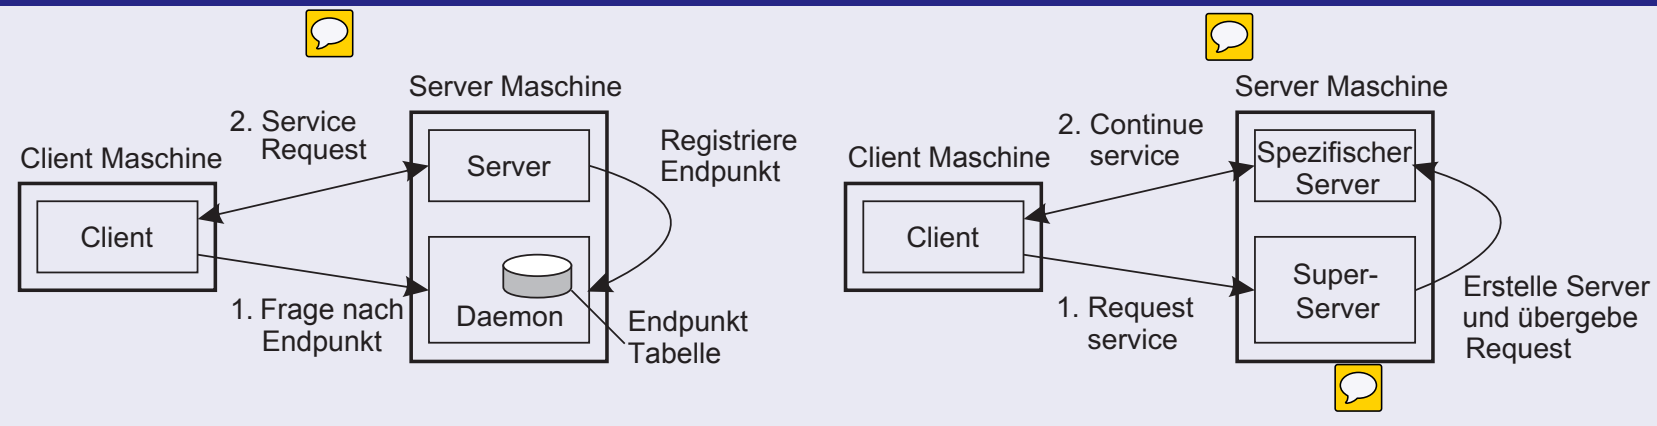 Server Maschine
2. Service
Request
Registriere
Endpunkt
Client Maschine
Server
Client
1. Frage nach
Endpunkt
Daemon
Endpunkt
Tabelle
Server Maschine
2. Continue
service
Client Maschine
Spezifischer
Server
Client
Super-
Server
1. Request
service
Erstelle Server
und übergebe
Request